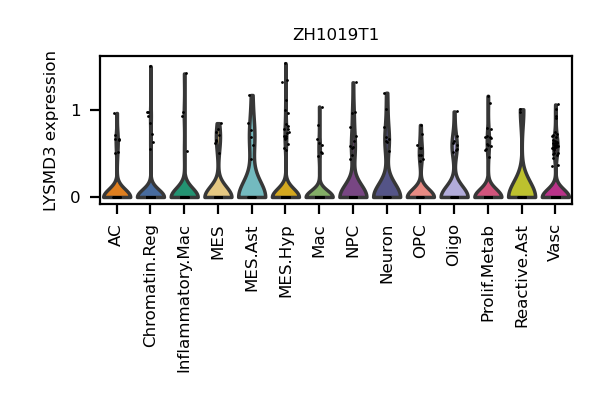 ZH1019T1
LYSMD3 expression
1
0
AC
Chromatin.Reg
Inflammatory.Mac
MES
MES.Ast
MES.Hyp
Mac
NPC
Neuron
OPC
Oligo
Prolif.Metab
Reactive.Ast
Vasc